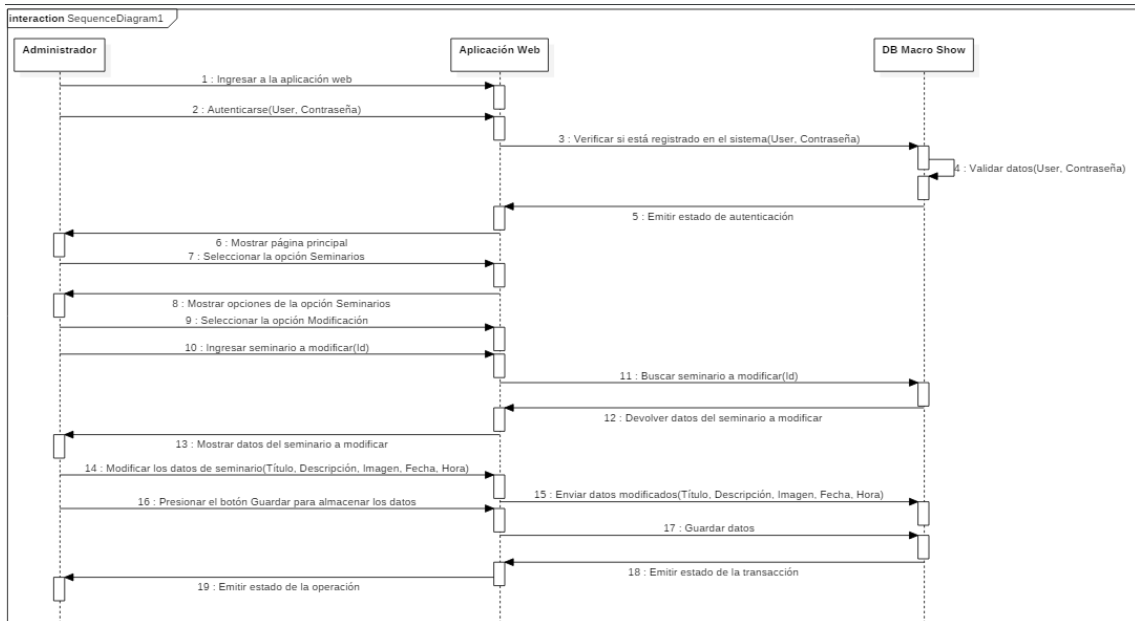 interaction SequenceDiagram1
Administrador
Aplicación Web
DB Macro Show
1 : Ingresar a la aplicación web
2 : Autenticarse(User, Contraseña)
3 : Verificar si está registrado en el sistema(User, Contraseña)
4 : Validar datos(User, Contraseña)
5 : Emitir estado de autenticación
6 : Mostrar página principal
7 : Seleccionar la opción Seminarios
8 : Mostrar opciones de la opción Seminarios
9 : Seleccionar la opción Modificación
10 : Ingresar seminario a modificar(Id)
11 : Buscar seminario a modificar(Id)
12 : Devolver datos del seminario a modificar
13 : Mostrar datos del seminario a modificar
14 : Modificar los datos de seminario(Título, Descripción, Imagen, Fecha, Hora)
15 : Enviar datos modificados(Título, Descripción, Imagen, Fecha, Hora)
16 : Presionar el botón Guardar para almacenar los datos
17 : Guardar datos
18 : Emitir estado de la transacción
19 : Emitir estado de la operación